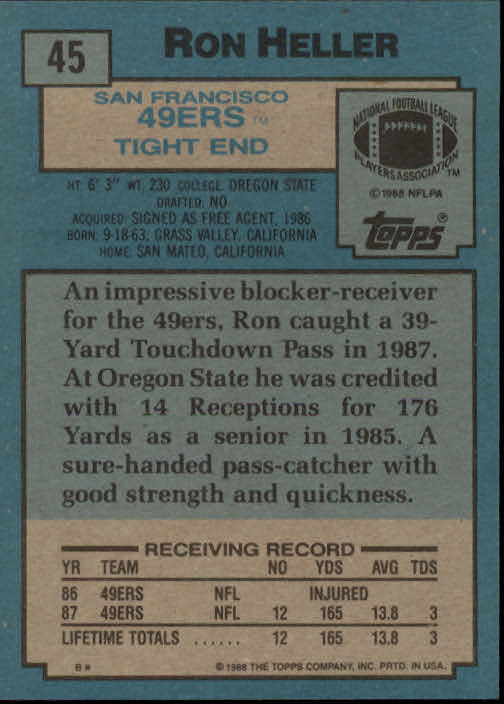 45
RON HELLER
SAN FRANCISCO
49ERS TM
TIGHT END
NATIONAL FOOTBALL LEAGUE
PLAYERS ASSOCIATION TM
© 1988 NFLPA
Topps®
HT: 6' 3" WT: 230 COLLEGE: OREGON STATE
DRAFTED: NO
ACQUIRED: SIGNED AS FREE AGENT, 1986
BORN: 9-18-63, GRASS VALLEY, CALIFORNIA
HOME: SAN MATEO, CALIFORNIA
An impressive blocker-receiver
for the 49ers, Ron caught a 39-
Yard Touchdown Pass in 1987.
At Oregon State he was credited
with 14 Receptions for 176
Yards as a senior in 1985. A
sure-handed pass-catcher with
good strength and quickness.
RECEIVING RECORD
YR TEAM NO YDS AVG TDS
86 49ERS NFL INJURED
87 49ERS NFL 12 165 13.8 3
LIFETIME TOTALS ...... 12 165 13.8 3
B* © 1988 THE TOPPS COMPANY, INC. PRTD. IN USA.